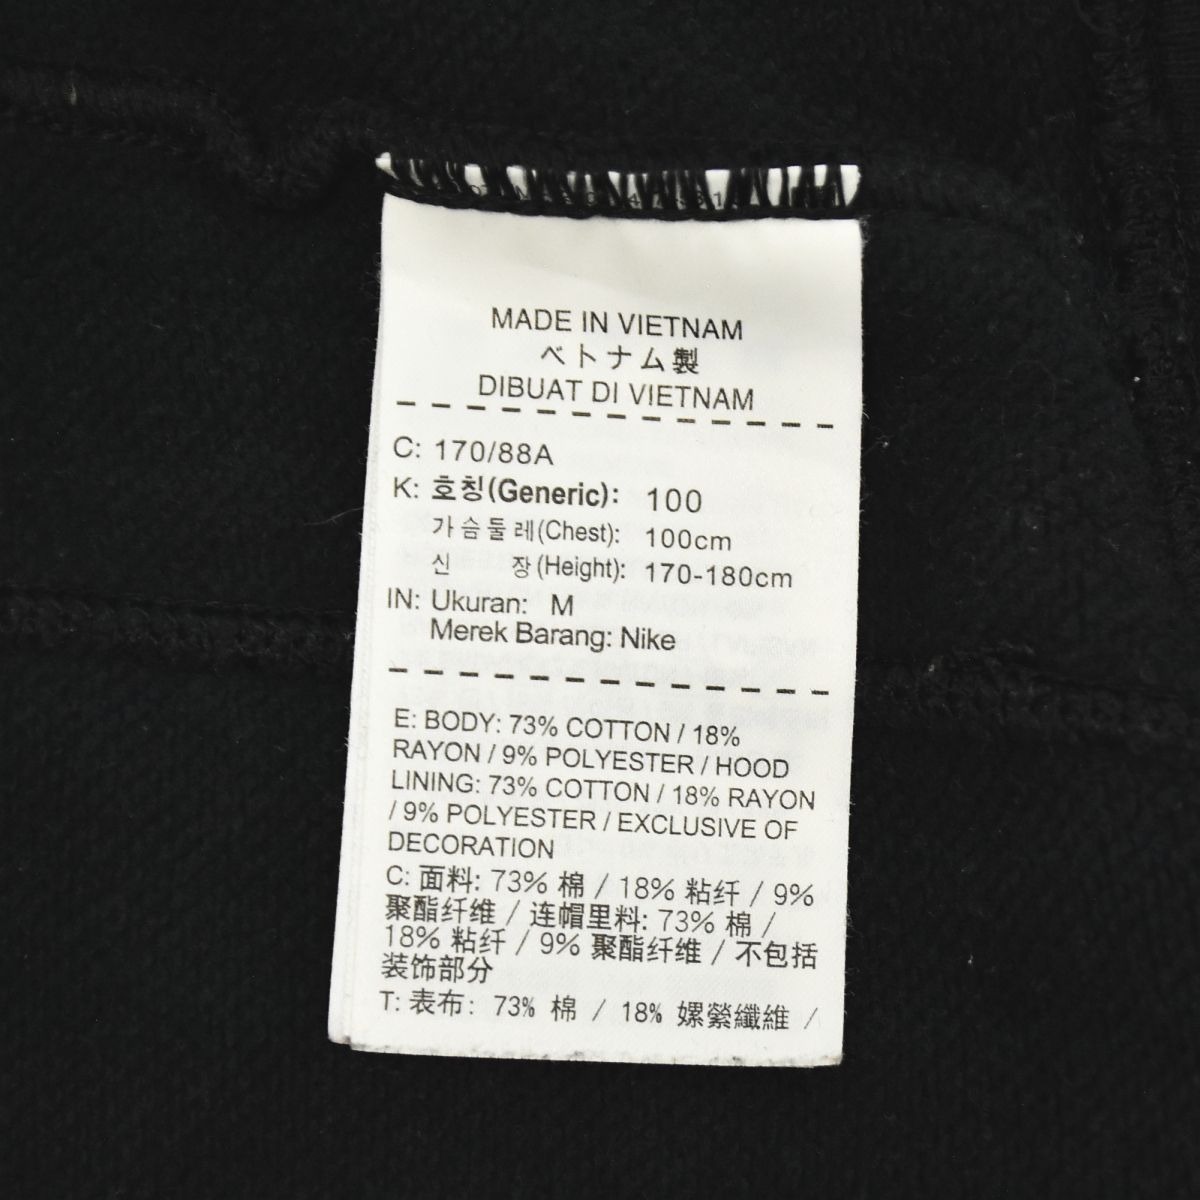 MADE IN VIETNAM
ベトナム製
DIBUAT DI VIETNAM
C: 170/88A
K: 호칭(Generic): 100
가슴둘레(Chest): 100cm
신 장(Height): 170-180cm
IN: Ukuran: M
Merek Barang: Nike
E: BODY: 73% COTTON / 18%
RAYON / 9% POLYESTER / HOOD
LINING: 73% COTTON / 18% RAYON
/ 9% POLYESTER / EXCLUSIVE OF
DECORATION
C: 面料: 73% 棉 / 18% 粘纤 / 9%
聚酯纤维 / 连帽里料: 73% 棉 /
18% 粘纤 / 9% 聚酯纤维 / 不包括
装饰部分
T: 表布: 73% 棉 / 18% 嫘縈纖維 /